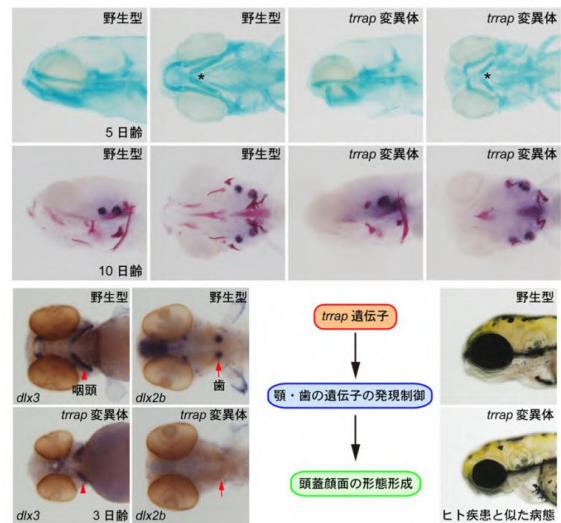 野生型
野生型
trrap 変異体
trrap 変異体
*
*
5 日齢
野生型
野生型
trrap 変異体
trrap 変異体
10 日齢
野生型
野生型
dlx3
咽頭
dlx2b
歯
trrap 変異体
trrap 変異体
dlx3
3 日齢
dlx2b
trrap 遺伝子
顎・歯の遺伝子の発現制御
頭蓋顔面の形態形成
野生型
trrap 変異体
ヒト疾患と似た病態